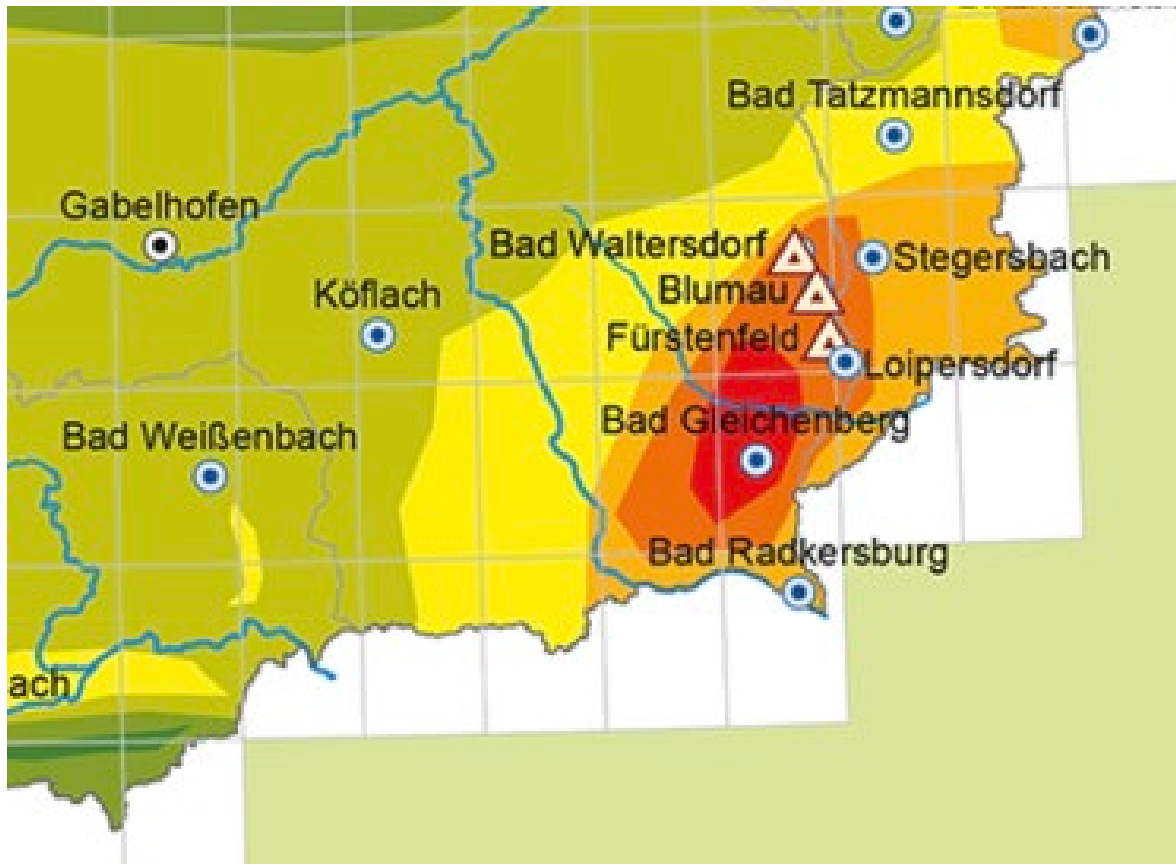 Bad Tatzmannsdorf
Gabelhofen
Bad Waltersdorf
Stegersbach
Blumau
Köflach
Fürstenfeld
Loipersdorf
Bad Gleichenberg
Bad Weißenbach
Bad Radkersburg
ach